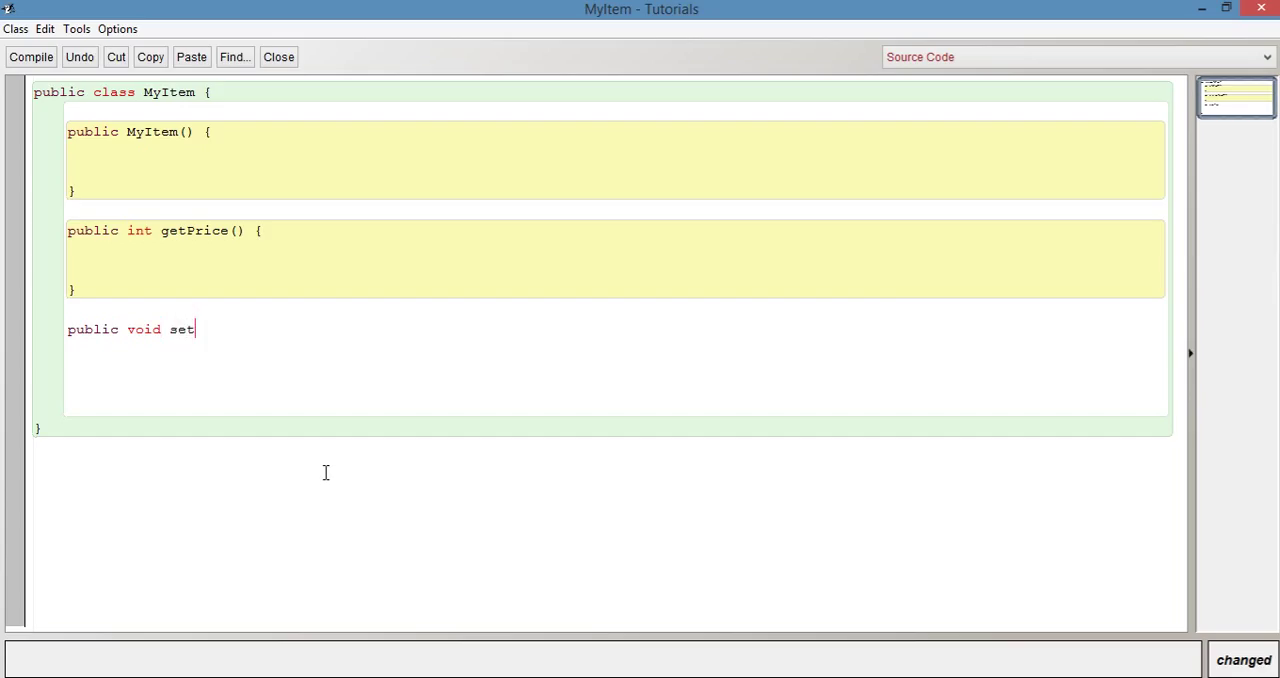 MyItem - Tutorials
Class Edit Tools Options
Compile Undo Cut Copy Paste Find... Close Source Code
public class MyItem {
public MyItem() {
}
public int getPrice() {
}
public void set
}
changed